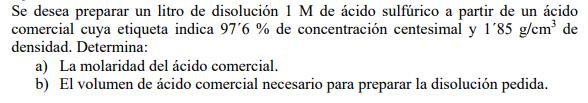 Se desea preparar un litro de disolución 1 M de ácido sulfúrico a partir de un ácido
comercial cuya etiqueta indica 97´6 % de concentración centesimal y 1´85 g/cm³ de
densidad. Determina:
a) La molaridad del ácido comercial.
b) El volumen de ácido comercial necesario para preparar la disolución pedida.